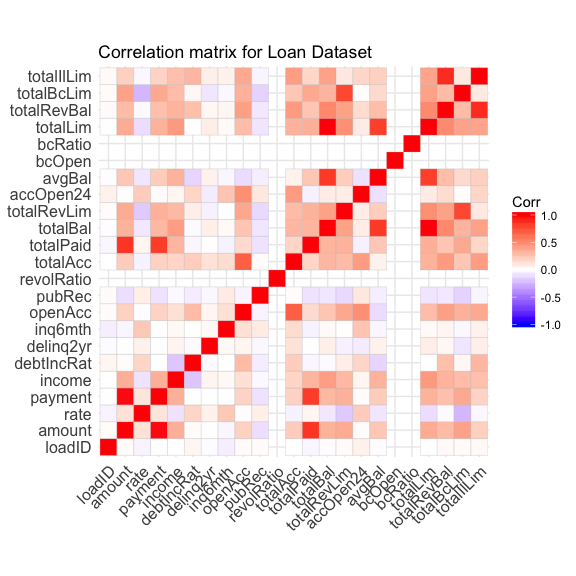 Correlation matrix for Loan Dataset
totalIlLim
totalBcLim
totalRevBal
totalLim
bcRatio
bcOpen
avgBal
accOpen24
totalRevLim
totalBal
totalPaid
totalAcc
revolRatio
pubRec
openAcc
inq6mth
delinq2yr
debtIncRat
income
payment
rate
amount
loadID
loadID
amount
rate
payment
income
debtIncRat
delinq2yr
inq6mth
openAcc
pubRec
revolRatio
totalAcc
totalPaid
totalBal
totalRevLim
accOpen24
avgBal
bcOpen
bcRatio
totalLim
totalRevBal
totalBcLim
totalIlLim
Corr
1.0
0.5
0.0
-0.5
-1.0